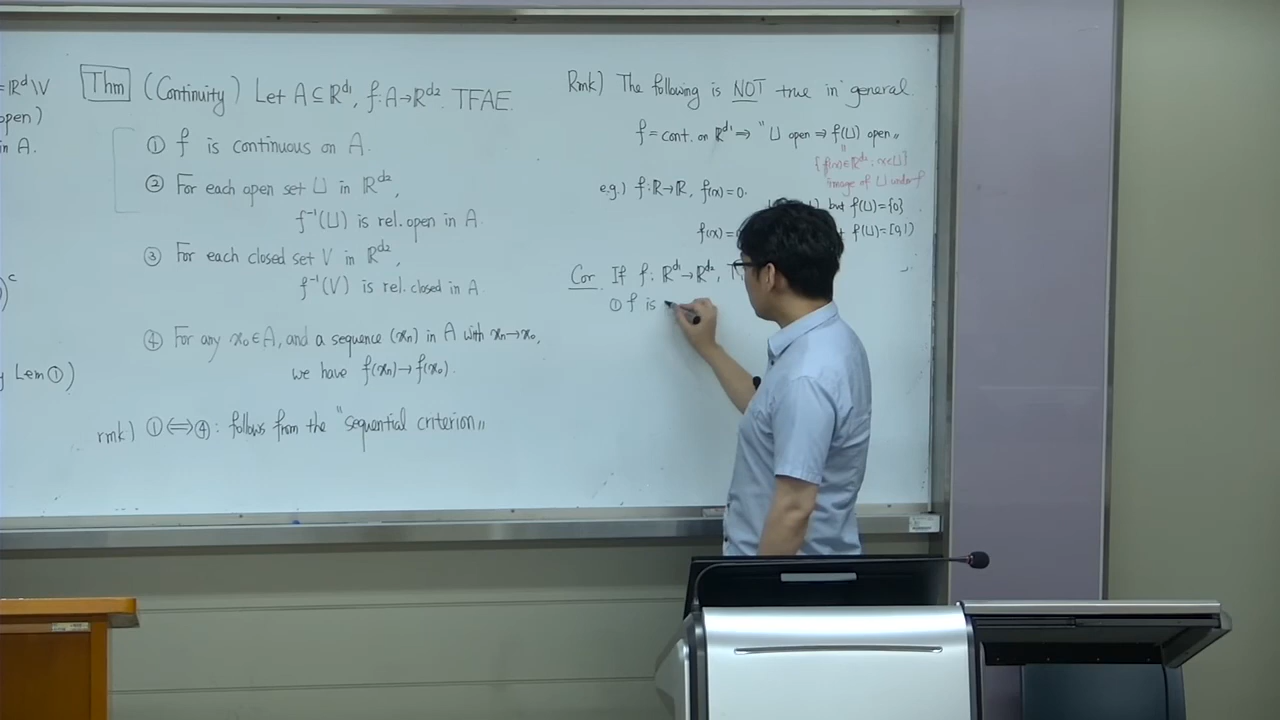 = ℝᵈ\V
open)
in A.
c
y Lem①)
Thm (Continuity) Let A ⊆ ℝ^d1, f: A→ℝ^d2. TFAE.
① f is continuous on A.
② For each open set U in ℝ^d2,
f⁻¹(U) is rel. open in A
③ For each closed set V in ℝ^d2,
f⁻¹(V) is rel. closed in A
④ For any x₀∈A, and a sequence (xₙ) in A with xₙ→x₀,
we have f(xₙ)→f(x₀).
rmk) ①⇔④: follows from the "sequential criterion„
Rmk) The following is NOT true in general.
f = cont. on ℝ^d1 ⇒ "U open ⇒ f(U) open„
{f(x)∈ℝ^d2 : x∈U}
image of U under f
e.g.) f: ℝ→ℝ, f(x)=0.
but f(U)={0}
f(x)=
f(U)=[0,1)
Cor. If f: ℝ^d1→ℝ^d2,
① f is